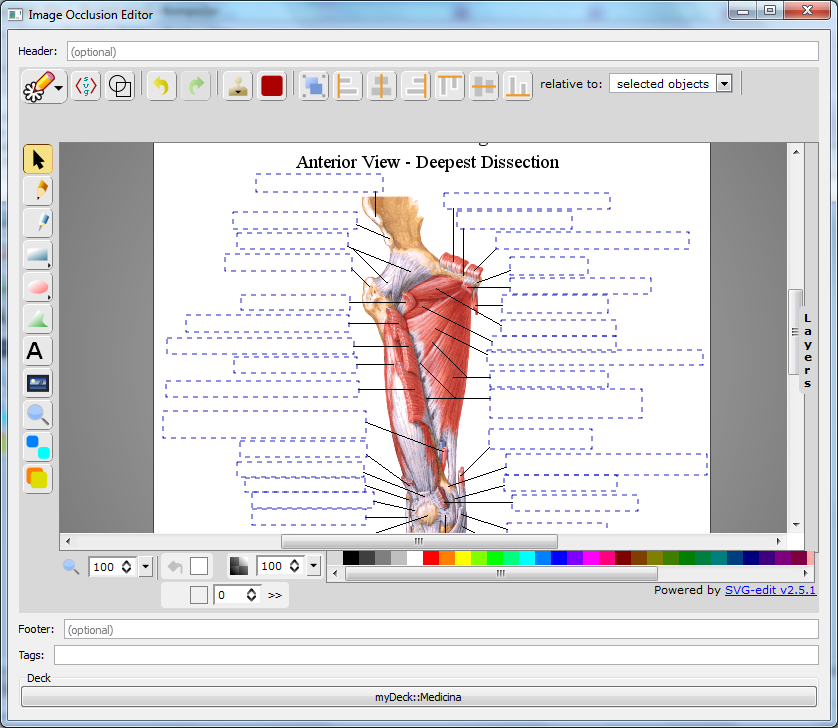 Image Occlusion Editor
Header:
(optional)
svg
relative to:
selected objects
Anterior View - Deepest Dissection
A
Layers
100
100
0
>>
Powered by SVG-edit v2.5.1
Footer:
(optional)
Tags:
Deck
myDeck::Medicina